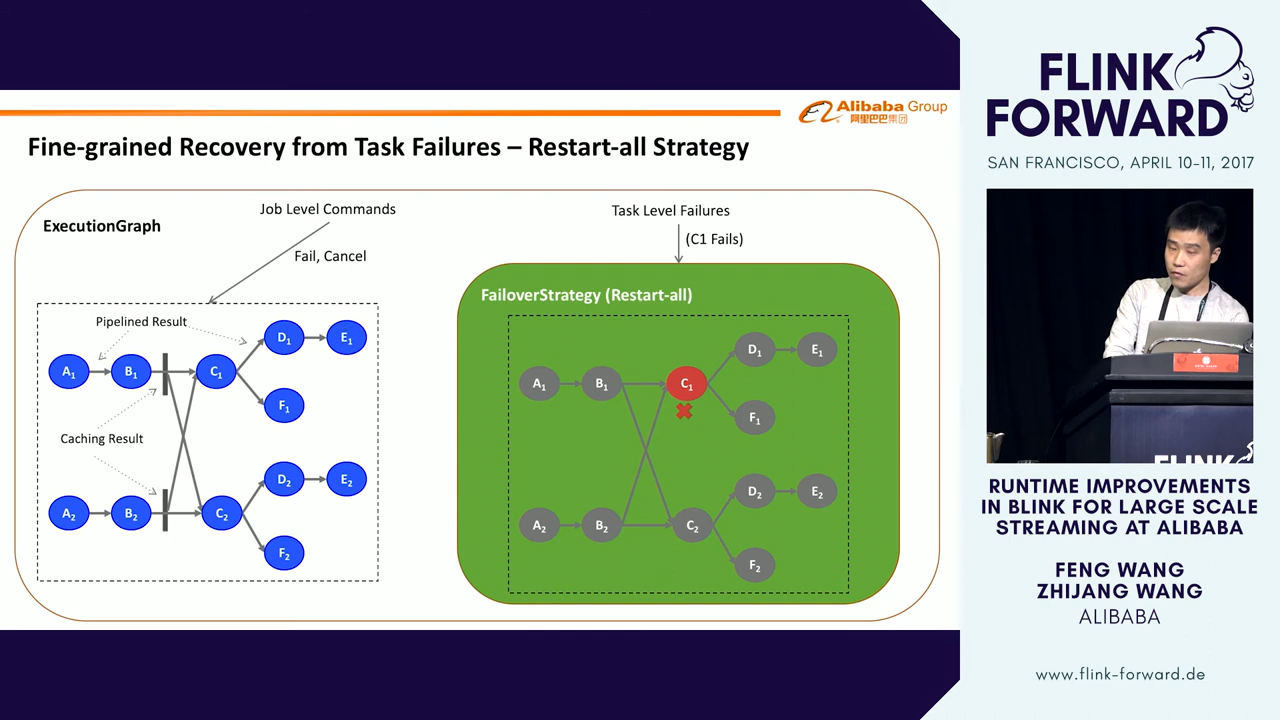 Alibaba Group
阿里巴巴集团
Fine-grained Recovery from Task Failures – Restart-all Strategy
ExecutionGraph
Job Level Commands
Fail, Cancel
Task Level Failures
(C1 Fails)
Pipelined Result
Caching Result
A1
B1
C1
D1
E1
F1
A2
B2
C2
D2
E2
F2
FailoverStrategy (Restart-all)
A1
B1
C1
D1
E1
F1
A2
B2
C2
D2
E2
F2
FLINK
FORWARD
SAN FRANCISCO, APRIL 10-11, 2017
FLINK
RUNTIME IMPROVEMENTS
IN BLINK FOR LARGE SCALE
STREAMING AT ALIBABA
FENG WANG
ZHIJANG WANG
ALIBABA
www.flink-forward.de